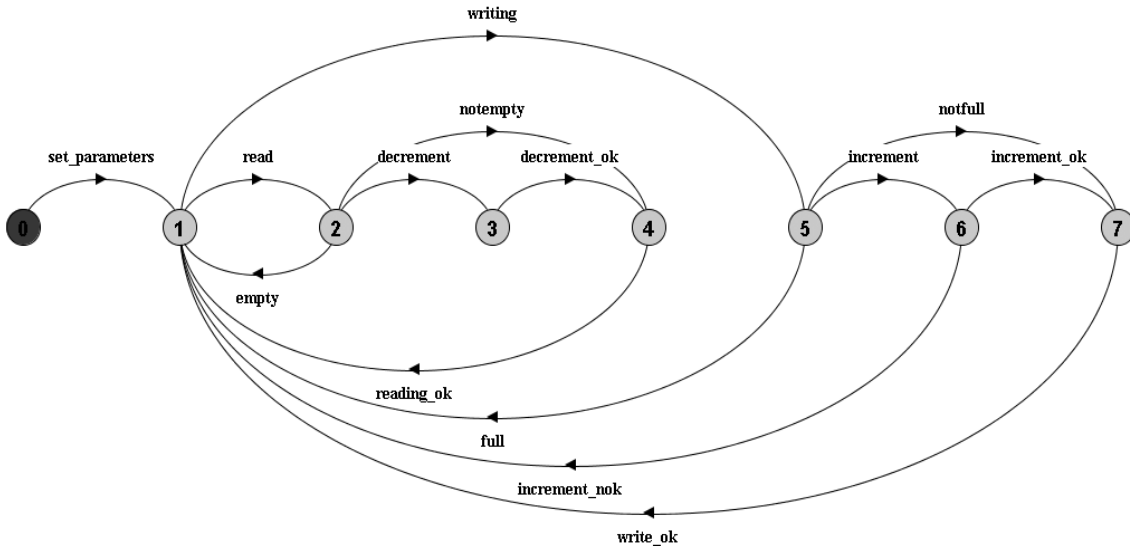 writing
notempty
notfull
set_parameters
read
decrement
decrement_ok
increment
increment_ok
0
1
2
3
4
5
6
7
empty
reading_ok
full
increment_nok
write_ok